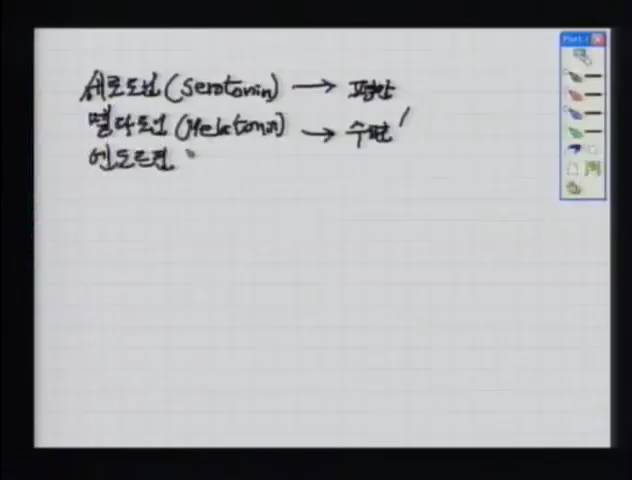 세로토닌 (Serotonin) → 평안
멜라토닌 (Melatonin) → 수면
엔도르핀